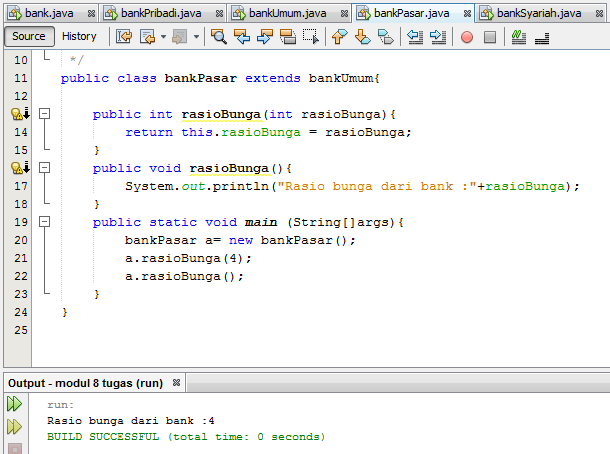 bank.java bankPribadi.java bankUmum.java bankPasar.java bankSyariah.java
Source History
10 */
11 public class bankPasar extends bankUmum{
12
public int rasioBunga(int rasioBunga){
14 return this.rasioBunga = rasioBunga;
15 }
public void rasioBunga(){
17 System.out.println("Rasio bunga dari bank :"+rasioBunga);
18 }
19 public static void main (String[]args){
20 bankPasar a= new bankPasar();
21 a.rasioBunga(4);
22 a.rasioBunga();
23 }
24 }
25
Output - modul 8 tugas (run)
run:
Rasio bunga dari bank :4
BUILD SUCCESSFUL (total time: 0 seconds)